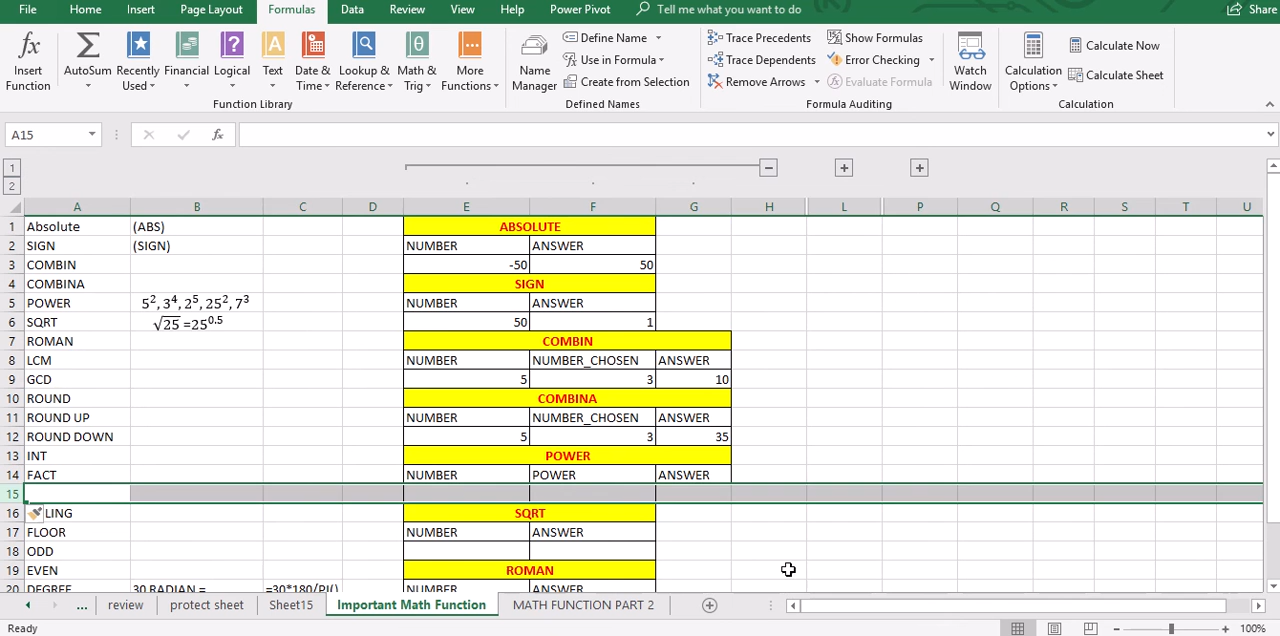 File Home Insert Page Layout Formulas Data Review View Help Power Pivot Tell me what you want to do Share
Insert Function
AutoSum
Recently Used
Financial
Logical
Text
Date & Time
Lookup & Reference
Math & Trig
More Functions
Function Library
Name Manager
Define Name
Use in Formula
Create from Selection
Defined Names
Trace Precedents
Trace Dependents
Remove Arrows
Show Formulas
Error Checking
Evaluate Formula
Formula Auditing
Watch Window
Calculation Options
Calculate Now
Calculate Sheet
Calculation
A15 fx
1
2
A B C D E F G H L P Q R S T U
1 Absolute (ABS) ABSOLUTE
2 SIGN (SIGN) NUMBER ANSWER
3 COMBIN -50 50
4 COMBINA SIGN
5 POWER 5², 3⁴, 2⁵, 25², 7³ NUMBER ANSWER
6 SQRT √25 =25^0.5 50 1
7 ROMAN COMBIN
8 LCM NUMBER NUMBER_CHOSEN ANSWER
9 GCD 5 3 10
10 ROUND COMBINA
11 ROUND UP NUMBER NUMBER_CHOSEN ANSWER
12 ROUND DOWN 5 3 35
13 INT POWER
14 FACT NUMBER POWER ANSWER
15
16 LING SQRT
17 FLOOR NUMBER ANSWER
18 ODD
19 EVEN ROMAN
20 DEGREE 30 RADIAN = =30*180/PI() NUMBER ANSWER
... review protect sheet Sheet15 Important Math Function MATH FUNCTION PART 2
Ready 100%